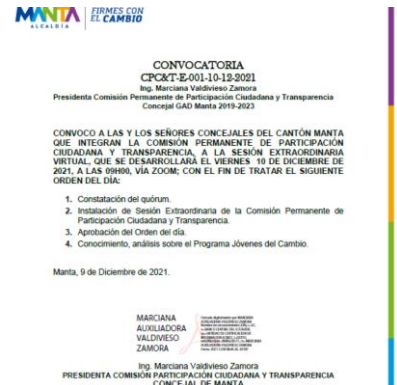 MANTA
ALCALDÍA
FIRMES CON
EL CAMBIO
CONVOCATORIA
CPC&T-E-001-10-12-2021
Ing. Marciana Valdivieso Zamora
Presidenta Comisión Permanente de Participación Ciudadana y Transparencia
Concejal GAD Manta 2019-2023
CONVOCO A LAS Y LOS SEÑORES CONCEJALES DEL CANTÓN MANTA
QUE INTEGRAN LA COMISIÓN PERMANENTE DE PARTICIPACIÓN
CIUDADANA Y TRANSPARENCIA, A LA SESIÓN EXTRAORDINARIA
VIRTUAL, QUE SE DESARROLLARÁ EL VIERNES 10 DE DICIEMBRE DE
2021, A LAS 09H00, VÍA ZOOM; CON EL FIN DE TRATAR EL SIGUIENTE
ORDEN DEL DÍA:
1. Constatación del quórum.
2. Instalación de Sesión Extraordinaria de la Comisión Permanente de
Participación Ciudadana y Transparencia.
3. Aprobación del Orden del día.
4. Conocimiento, análisis sobre el Programa Jóvenes del Cambio.
Manta, 9 de Diciembre de 2021.
MARCIANA
AUXILIADORA
VALDIVIESO
ZAMORA
Ing. Marciana Valdivieso Zamora
PRESIDENTA COMISIÓN PARTICIPACIÓN CIUDADANA Y TRANSPARENCIA
CONCEJAL DE MANTA